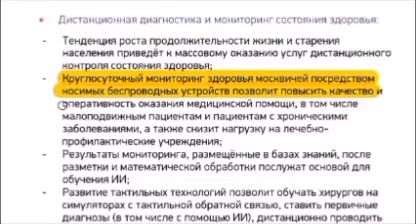 • Дистанционная диагностика и мониторинг состояния здоровья:
- Тенденция роста продолжительности жизни и старения
населения приведёт к массовому оказанию услуг дистанционного
контроля состояния здоровья;
- Круглосуточный мониторинг здоровья москвичей посредством
носимых беспроводных устройств позволит повысить качество и
оперативность оказания медицинской помощи, в том числе
малоподвижным пациентам и пациентам с хроническими
заболеваниями, а также снизит нагрузку на лечебно-
профилактические учреждения;
- Результаты мониторинга, размещённые в базах знаний, после
разметки и математической обработки послужат основой для
обучения ИИ;
- Развитие тактильных технологий позволит обучать хирургов на
симуляторах с тактильной обратной связью, ставить первичные
диагнозы (в том числе с помощью ИИ), дистанционно проводить